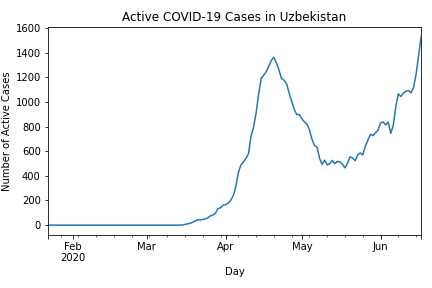 Active COVID-19 Cases in Uzbekistan
1600
1400
1200
1000
800
600
400
200
0
Number of Active Cases
Feb
2020
Mar
Apr
May
Jun
Day